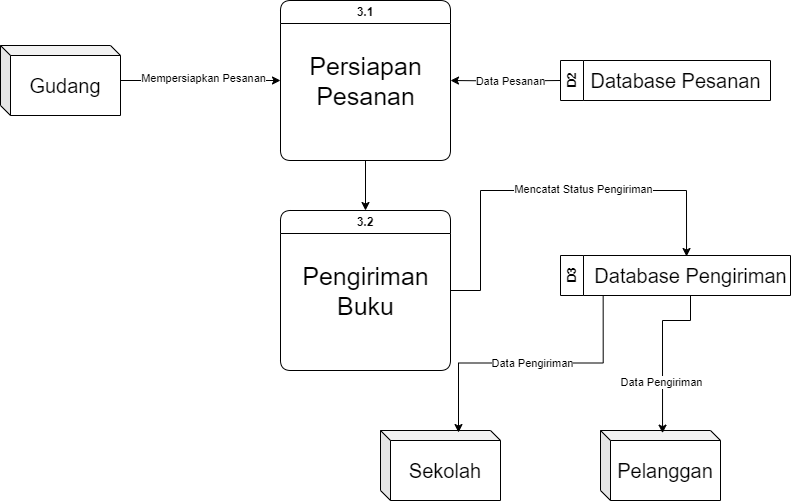 3.1
Persiapan
Pesanan
Gudang
Mempersiapkan Pesanan
Data Pesanan
D2
Database Pesanan
3.2
Pengiriman
Buku
Mencatat Status Pengiriman
D3
Database Pengiriman
Data Pengiriman
Data Pengiriman
Sekolah
Pelanggan